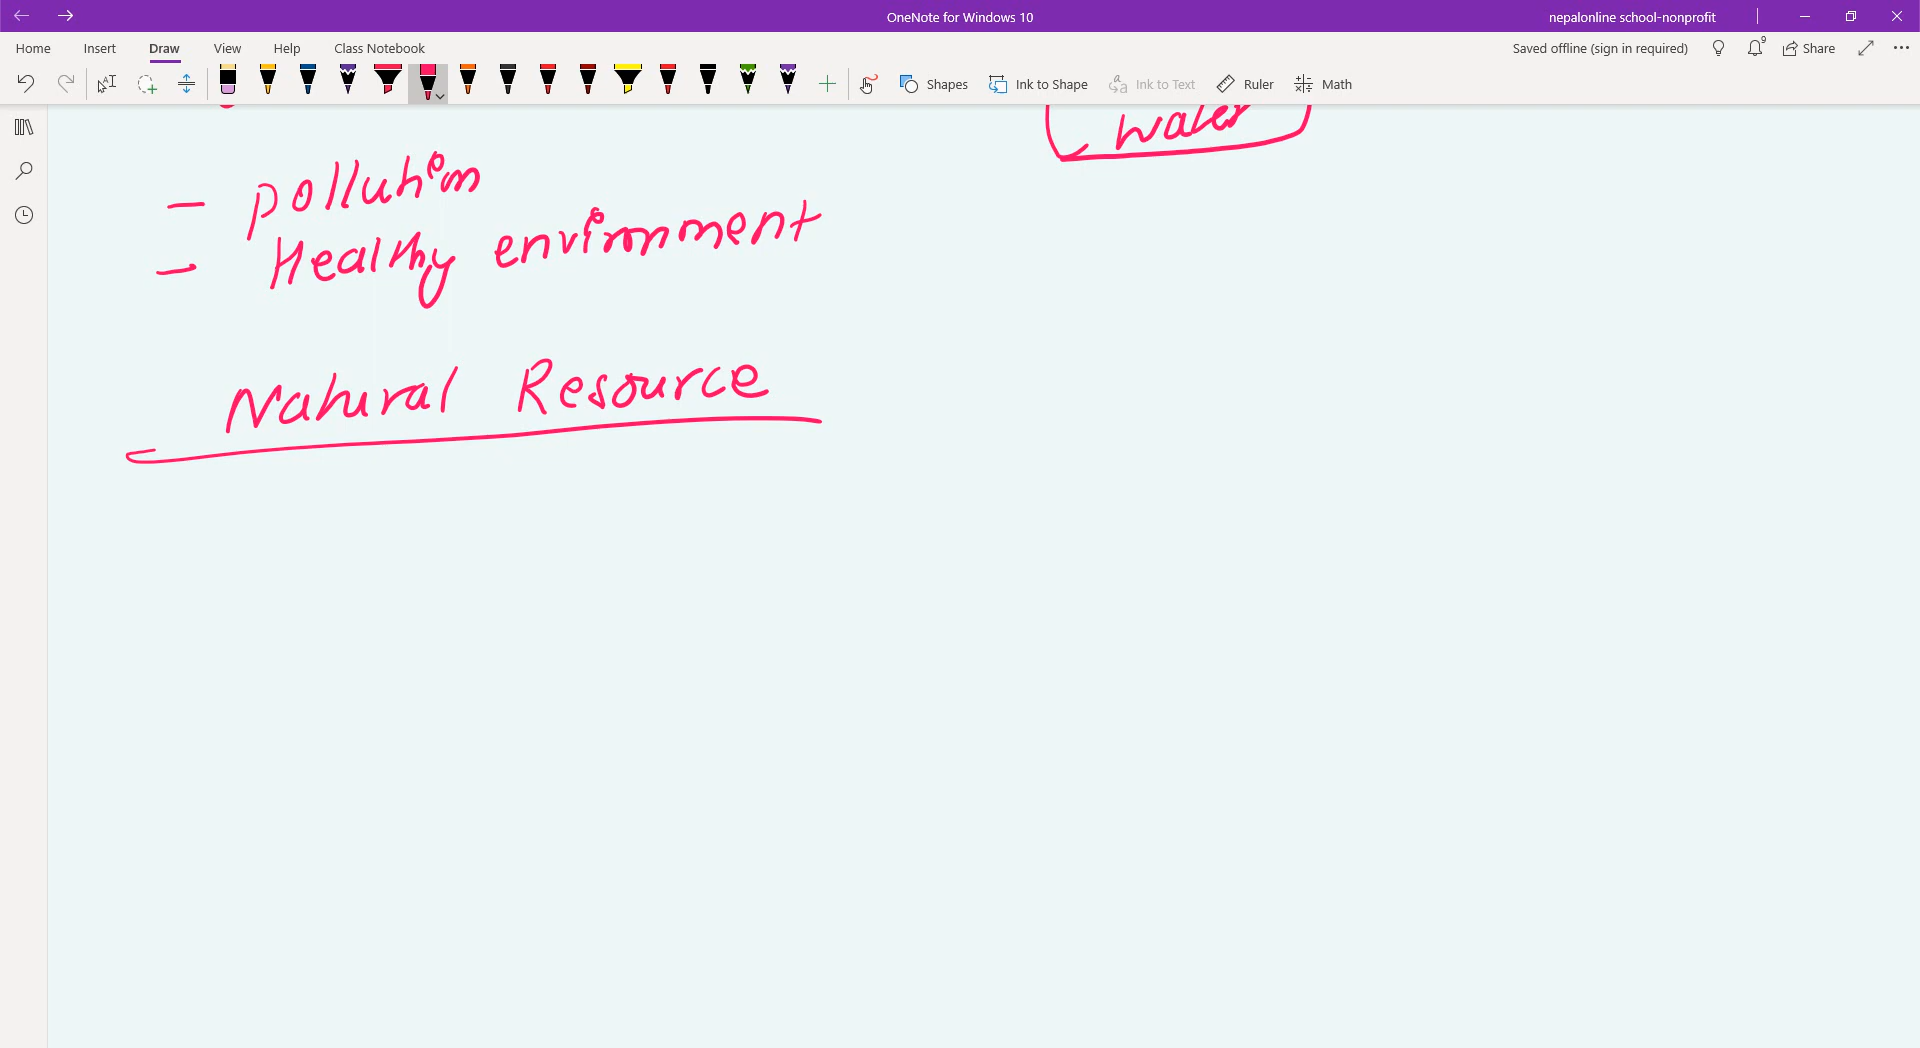 OneNote for Windows 10
nepalonline school-nonprofit
Home Insert Draw View Help Class Notebook
Saved offline (sign in required)
9
Share
Shapes Ink to Shape Ink to Text Ruler Math
water
- Pollution
- Healthy environment
Natural Resource